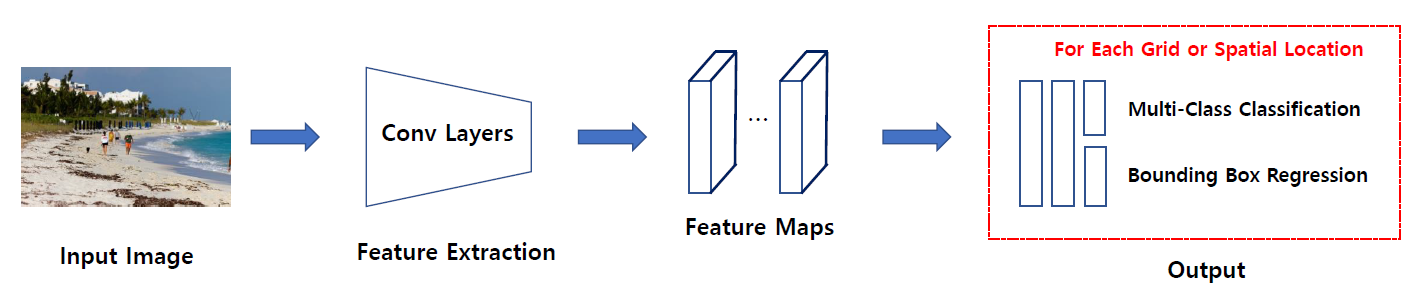 For Each Grid or Spatial Location
Conv Layers
...
Multi-Class Classification
Bounding Box Regression
Input Image
Feature Extraction
Feature Maps
Output